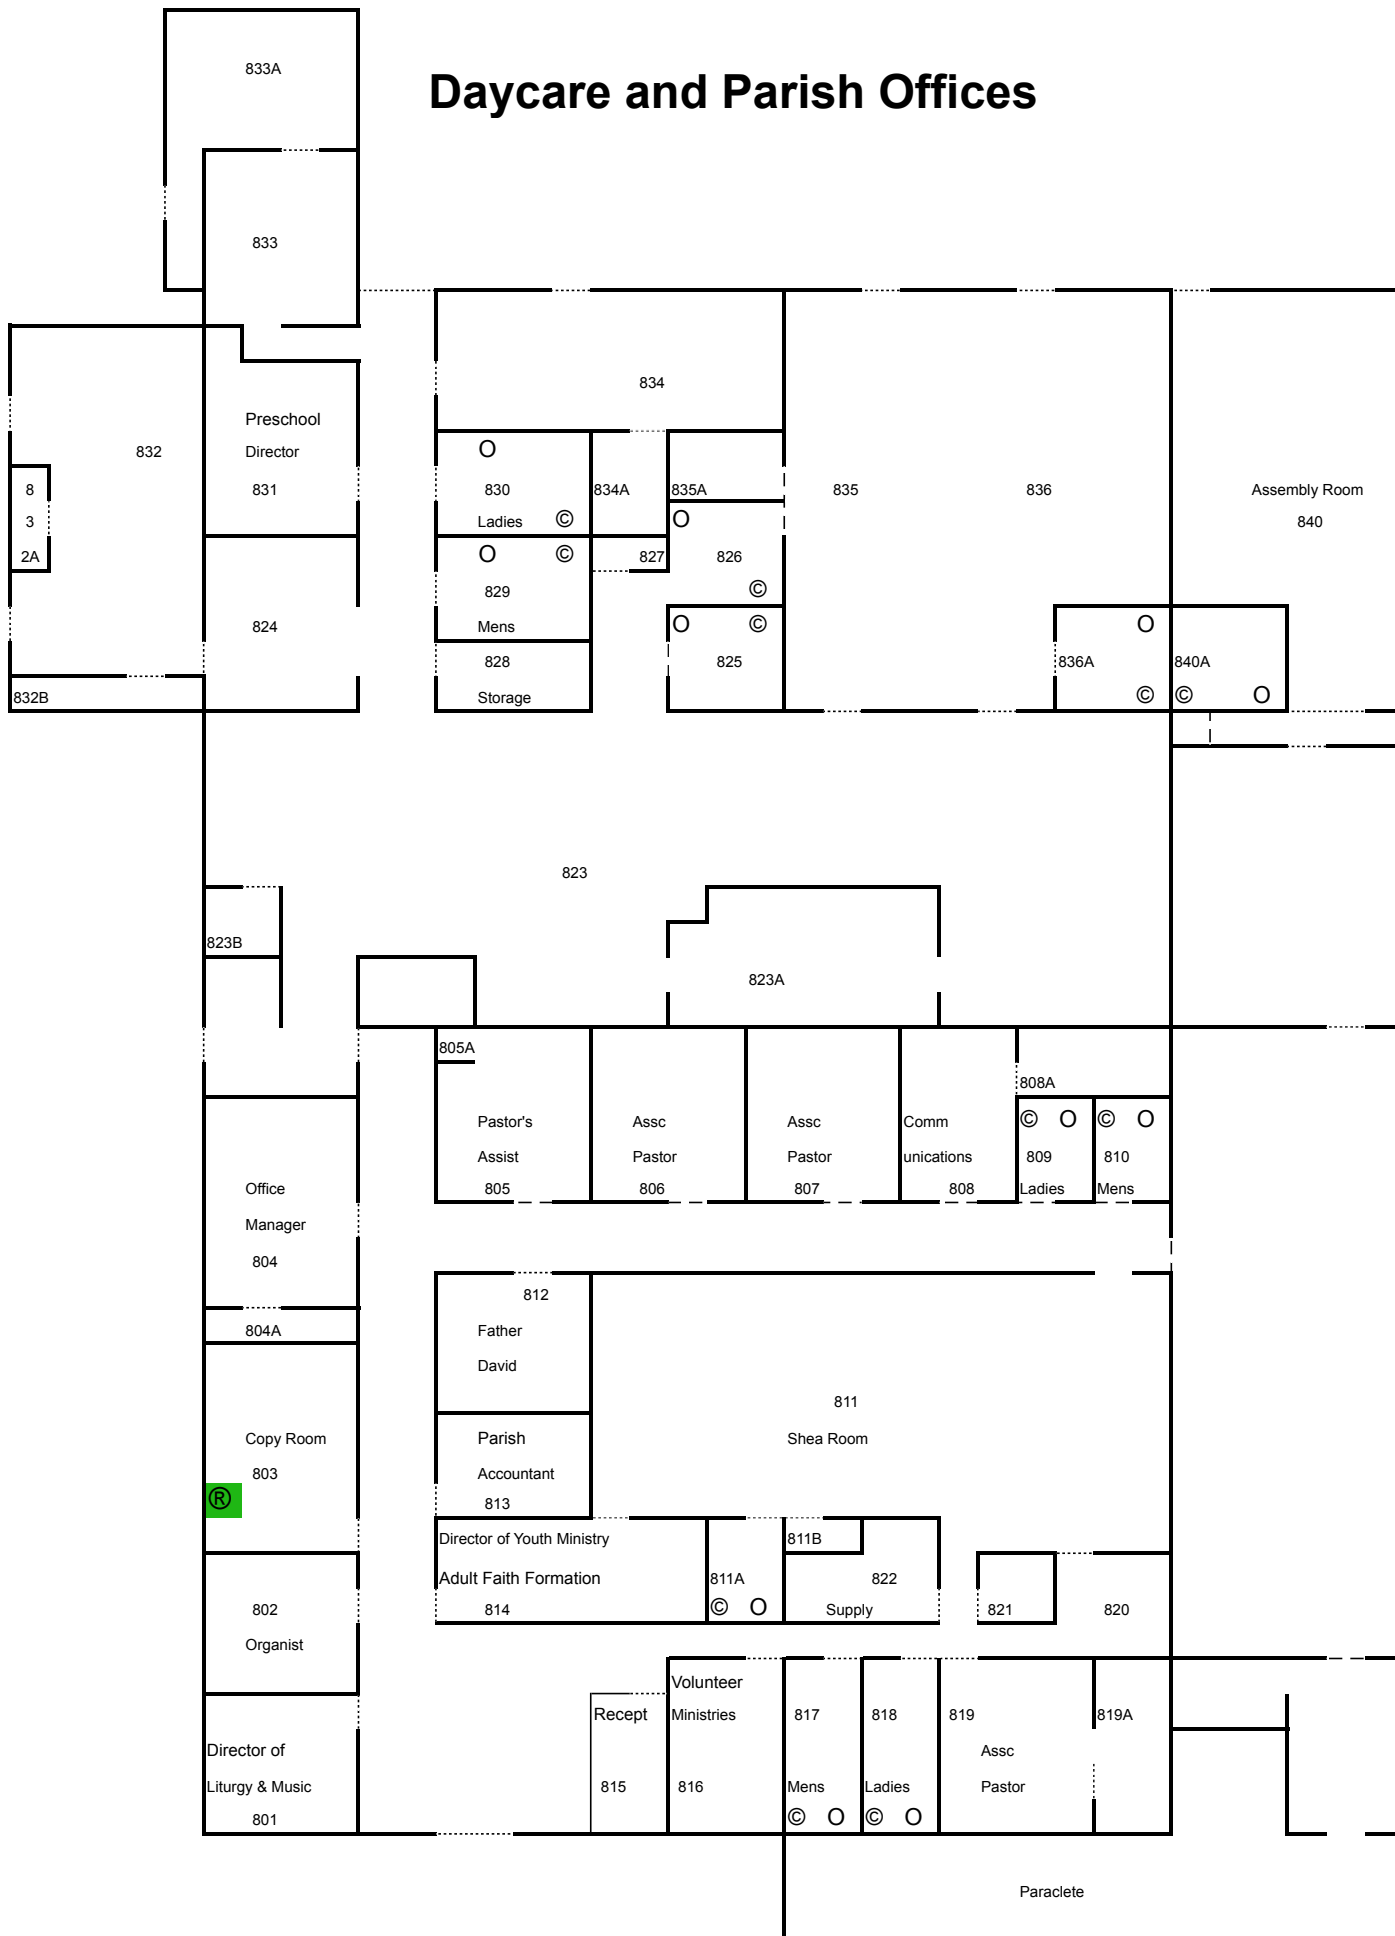 Daycare and Parish Offices
833A
833
834
Preschool
Director
831
832
8
3
2A
O
830
Ladies ©
834A
835A
835
836
Assembly Room
840
O ©
829
Mens
827
O
826
©
824
828
Storage
O ©
825
O
836A
©
840A
© O
832B
823
823B
823A
805A
808A
Pastor's
Assist
805
Assc
Pastor
806
Assc
Pastor
807
Comm
unications
808
© O
809
Ladies
© O
810
Mens
Office
Manager
804
804A
812
Father
David
811
Shea Room
Copy Room
803
®
Parish
Accountant
813
Director of Youth Ministry
Adult Faith Formation
814
811A
© O
811B
822
Supply
821
820
802
Organist
Director of
Liturgy & Music
801
Recept
815
Volunteer
Ministries
816
817
Mens
© O
818
Ladies
© O
819
Assc
Pastor
819A
Paraclete